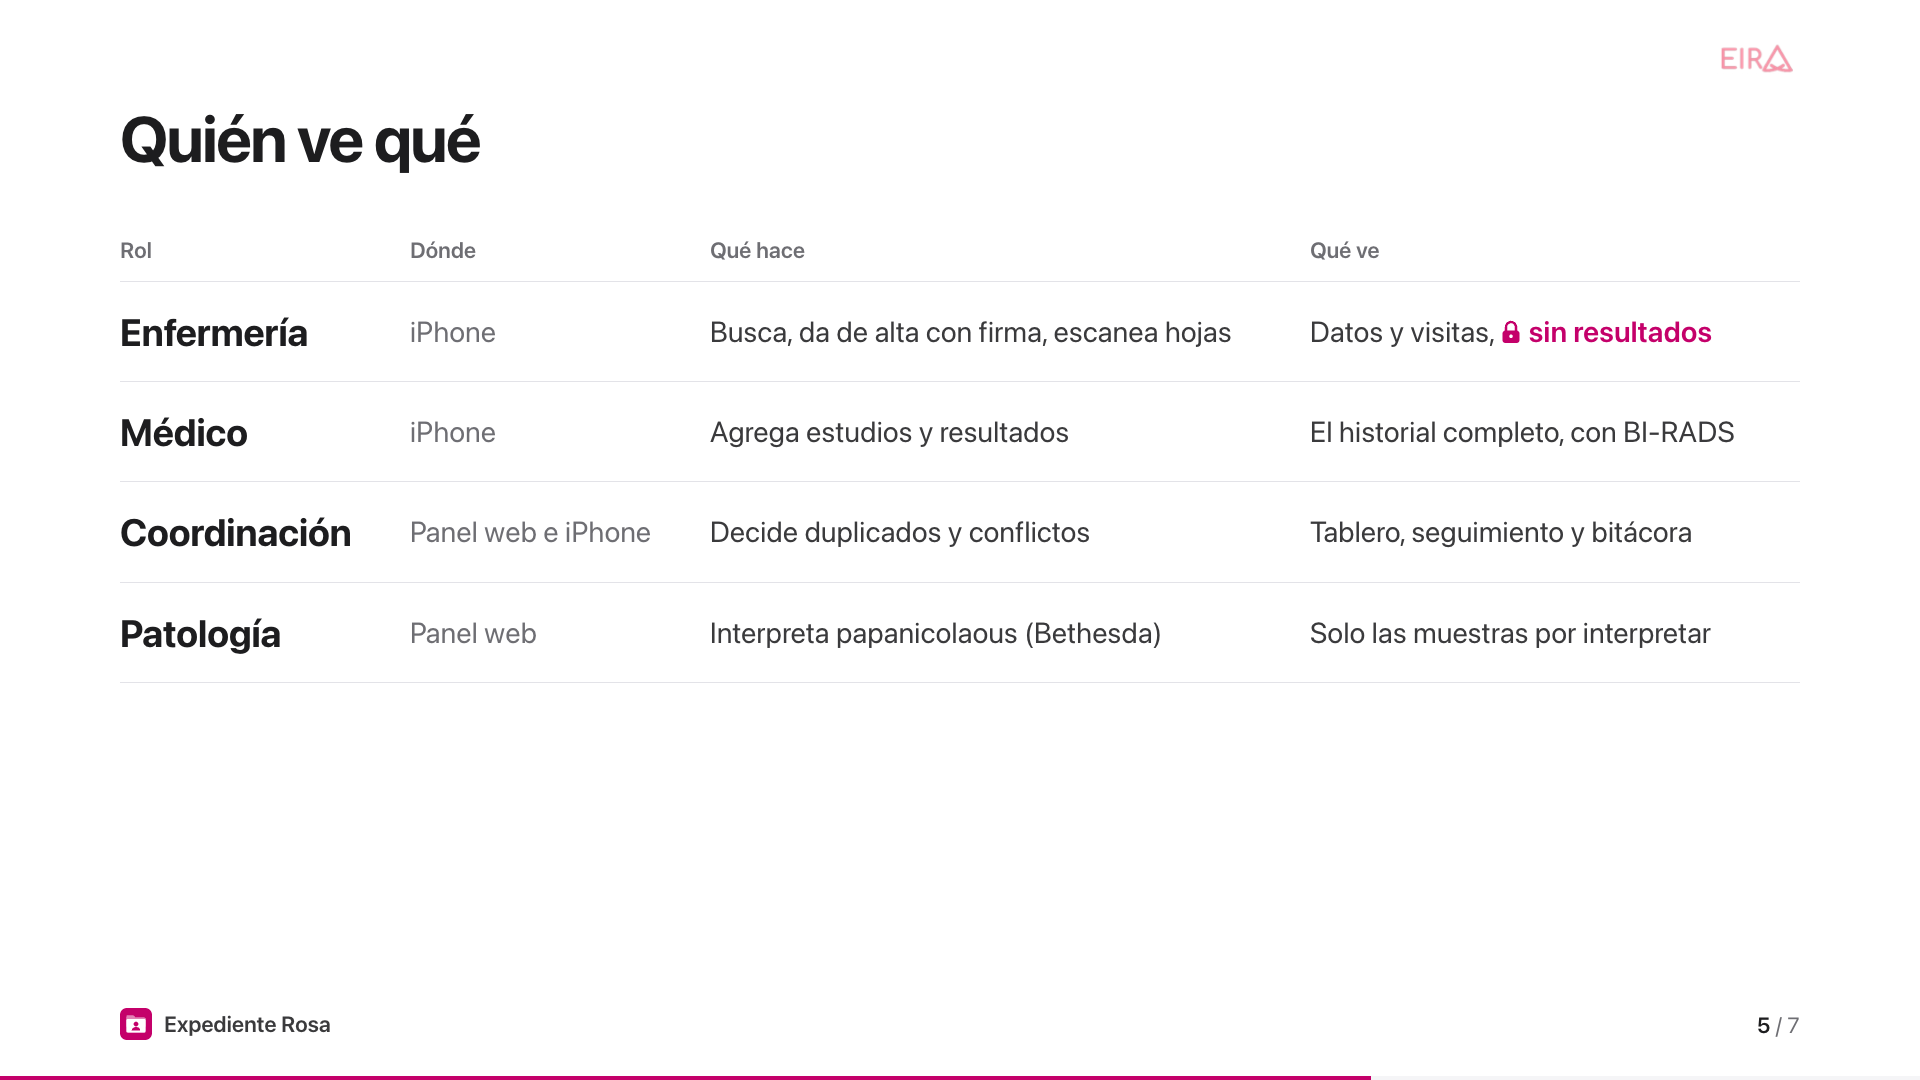 EIRA
Quién ve qué
Rol Dónde Qué hace Qué ve
Enfermería iPhone Busca, da de alta con firma, escanea hojas Datos y visitas, sin resultados
Médico iPhone Agrega estudios y resultados El historial completo, con BI-RADS
Coordinación Panel web e iPhone Decide duplicados y conflictos Tablero, seguimiento y bitácora
Patología Panel web Interpreta papanicolaous (Bethesda) Solo las muestras por interpretar
Expediente Rosa 5 / 7